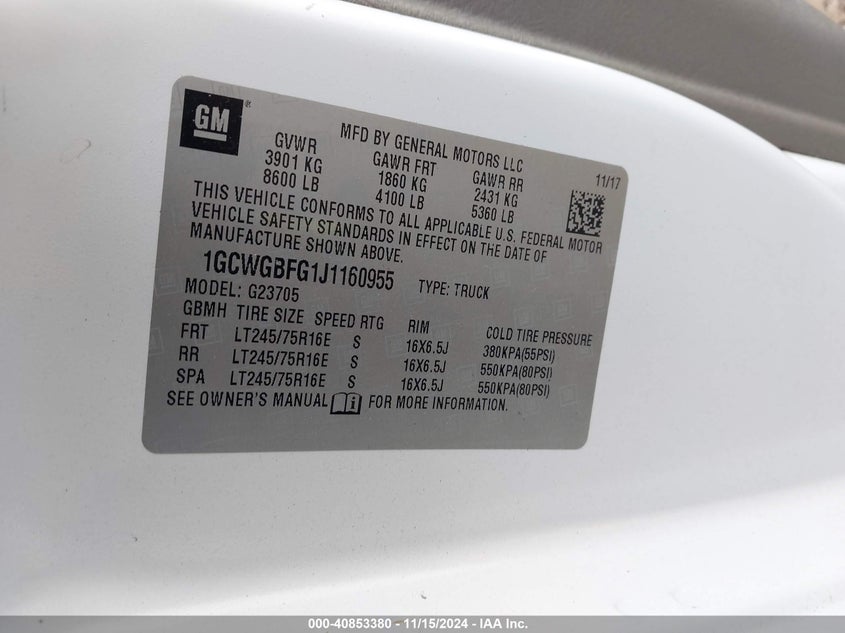 GM
MFD BY GENERAL MOTORS LLC
11/17
GVWR GAWR FRT GAWR RR
3901 KG 1860 KG 2431 KG
8600 LB 4100 LB 5360 LB
THIS VEHICLE CONFORMS TO ALL APPLICABLE U.S. FEDERAL MOTOR
VEHICLE SAFETY STANDARDS IN EFFECT ON THE DATE OF
MANUFACTURE SHOWN ABOVE.
1GCWGBFG1J1160955 TYPE: TRUCK
MODEL: G23705
GBMH TIRE SIZE SPEED RTG RIM COLD TIRE PRESSURE
FRT LT245/75R16E S 16X6.5J 380KPA(55PSI)
RR LT245/75R16E S 16X6.5J 550KPA(80PSI)
SPA LT245/75R16E S 16X6.5J 550KPA(80PSI)
SEE OWNER'S MANUAL FOR MORE INFORMATION.
000-40853380 - 11/15/2024 - IAA Inc.